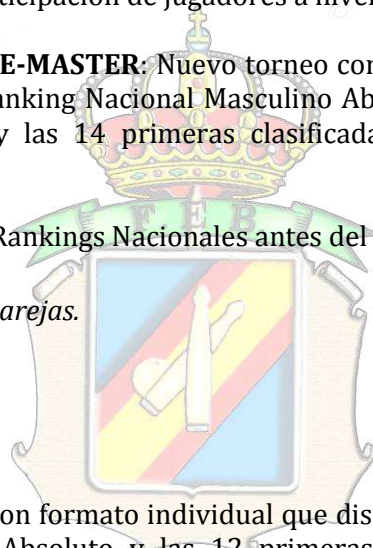 ticipación de jugadores a nivel
E-MASTER: Nuevo torneo con
anking Nacional Masculino Ab
y las 14 primeras clasificada
F E B
Rankings Nacionales antes del
arejas.
on formato individual que dis
Absoluto y las 12 primeras